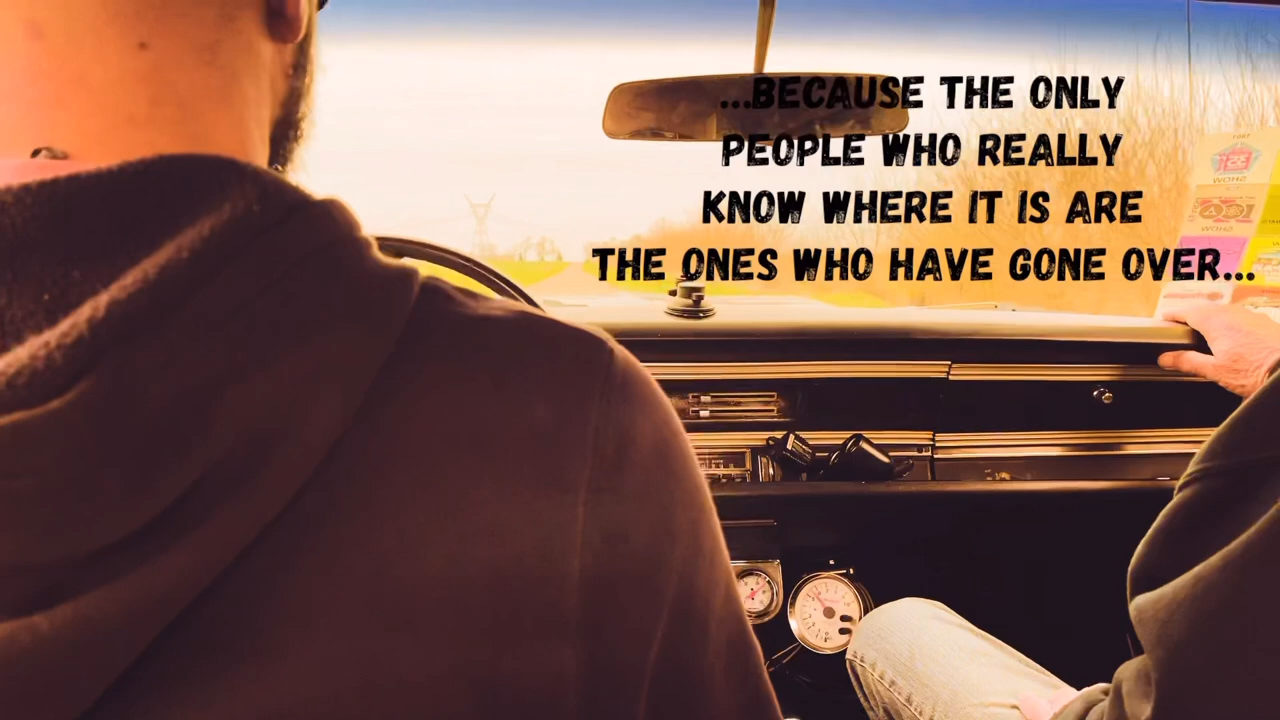 ...BECAUSE THE ONLY
PEOPLE WHO REALLY
KNOW WHERE IT IS ARE
THE ONES WHO HAVE GONE OVER...